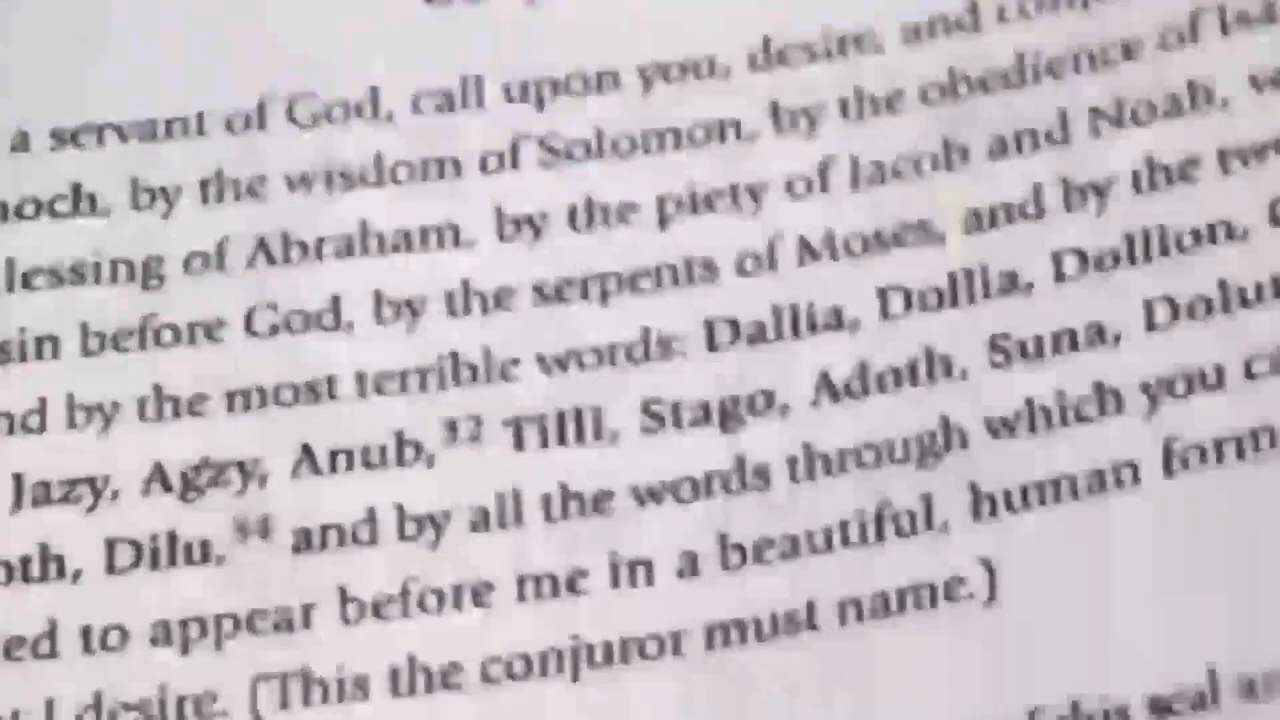 a servant of God, call upon you, desire, and
noch, by the wisdom of Solomon, by the obedience of
lessing of Abraham, by the piety of Iacob and Noah,
sin before God, by the serpents of Moses, and by the
nd by the most terrible words: Dallia, Dollia, Dollion,
Jazy, Agzy, Anub,³² Tilli, Stago, Adoth, Suna,
oth, Dilu, and by all the words through which you
ed to appear before me in a beautiful, human form
I desire. (This the conjuror must name.)
this seal